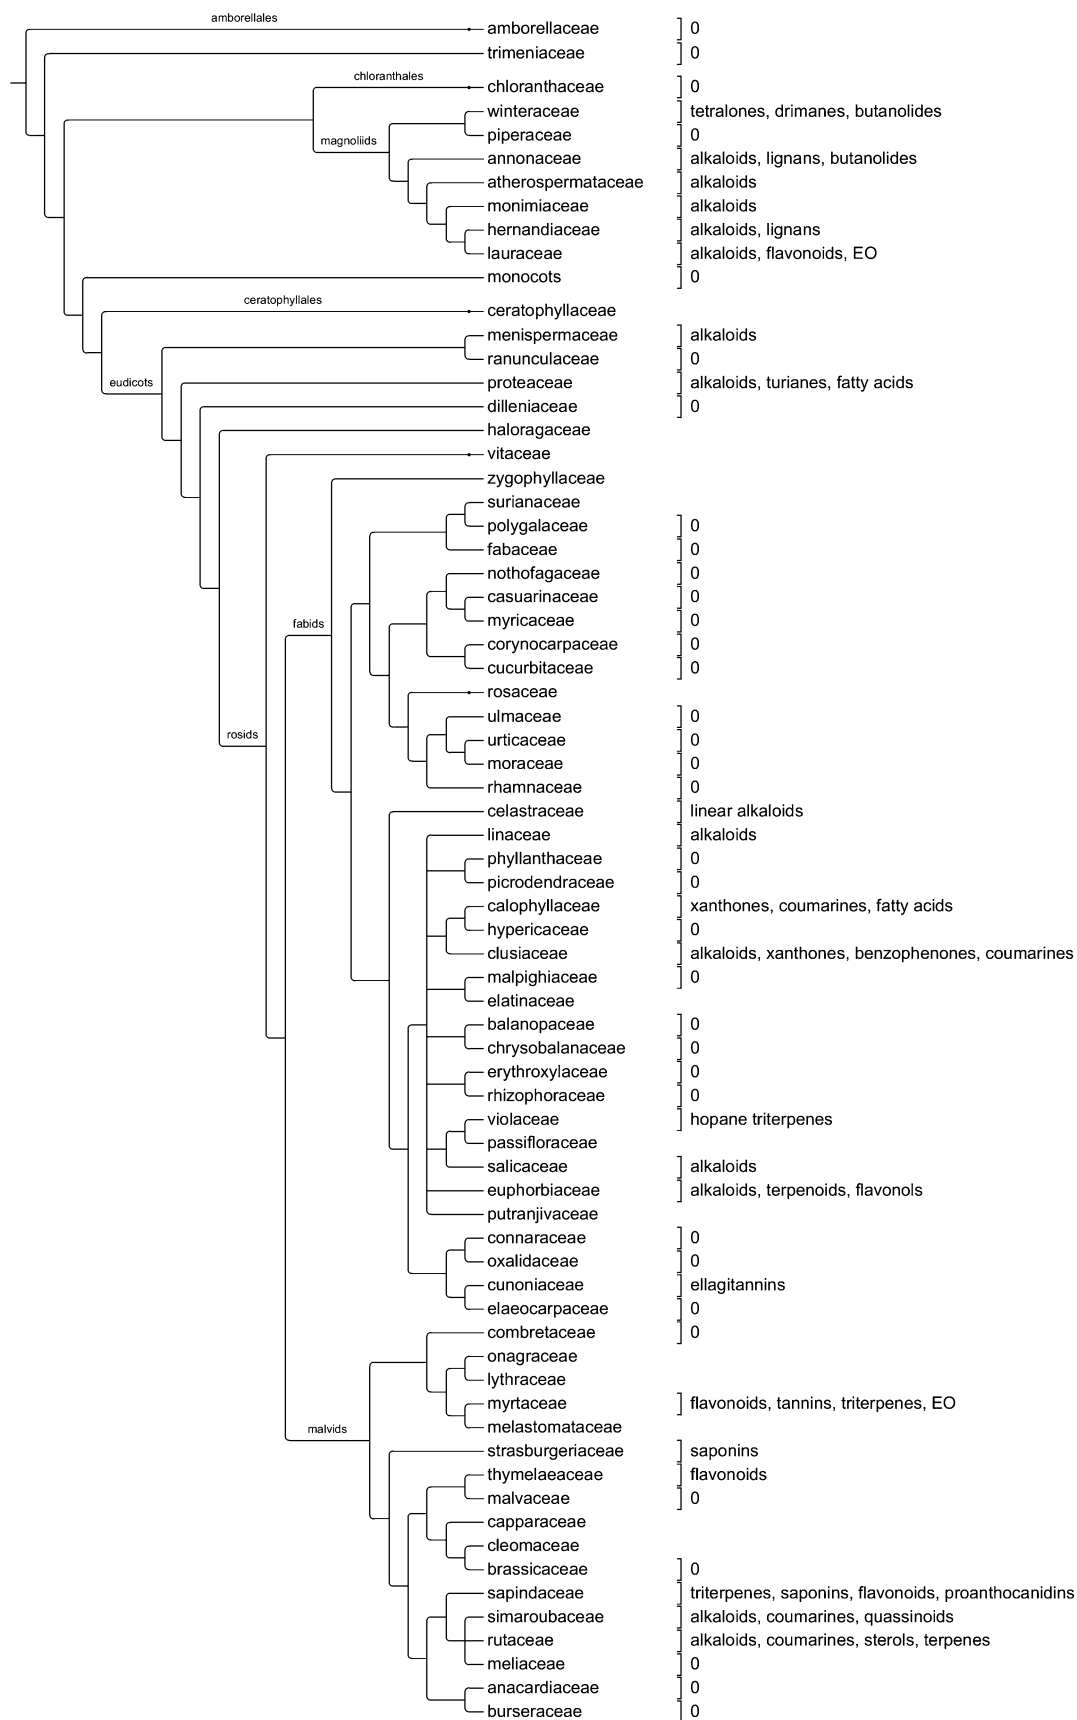 amborellales
amborellaceae 0
trimeniaceae 0
chloranthales
chloranthaceae 0
winteraceae tetralones, drimanes, butanolides
magnoliids
piperaceae 0
annonaceae alkaloids, lignans, butanolides
atherospermataceae alkaloids
monimiaceae alkaloids
hernandiaceae alkaloids, lignans
lauraceae alkaloids, flavonoids, EO
monocots 0
ceratophyllales
ceratophyllaceae
menispermaceae alkaloids
ranunculaceae 0
eudicots
proteaceae alkaloids, turianes, fatty acids
dilleniaceae 0
haloragaceae
vitaceae
zygophyllaceae
surianaceae
polygalaceae 0
fabaceae 0
nothofagaceae 0
casuarinaceae 0
myricaceae 0
fabids
corynocarpaceae 0
cucurbitaceae 0
rosaceae
ulmaceae 0
rosids
urticaceae 0
moraceae 0
rhamnaceae 0
celastraceae linear alkaloids
linaceae alkaloids
phyllanthaceae 0
picrodendraceae 0
calophyllaceae xanthones, coumarines, fatty acids
hypericaceae 0
clusiaceae alkaloids, xanthones, benzophenones, coumarines
malpighiaceae 0
elatinaceae
balanopaceae 0
chrysobalanaceae 0
erythroxylaceae 0
rhizophoraceae 0
violaceae hopane triterpenes
passifloraceae
salicaceae alkaloids
euphorbiaceae alkaloids, terpenoids, flavonols
putranjivaceae
connaraceae 0
oxalidaceae 0
cunoniaceae ellagitannins
elaeocarpaceae 0
combretaceae 0
onagraceae
lythraceae
myrtaceae flavonoids, tannins, triterpenes, EO
malvids
melastomataceae
strasburgeriaceae saponins
thymelaeaceae flavonoids
malvaceae 0
capparaceae
cleomaceae
brassicaceae 0
sapindaceae triterpenes, saponins, flavonoids, proanthocanidins
simaroubaceae alkaloids, coumarines, quassinoids
rutaceae alkaloids, coumarines, sterols, terpenes
meliaceae 0
anacardiaceae 0
burseraceae 0